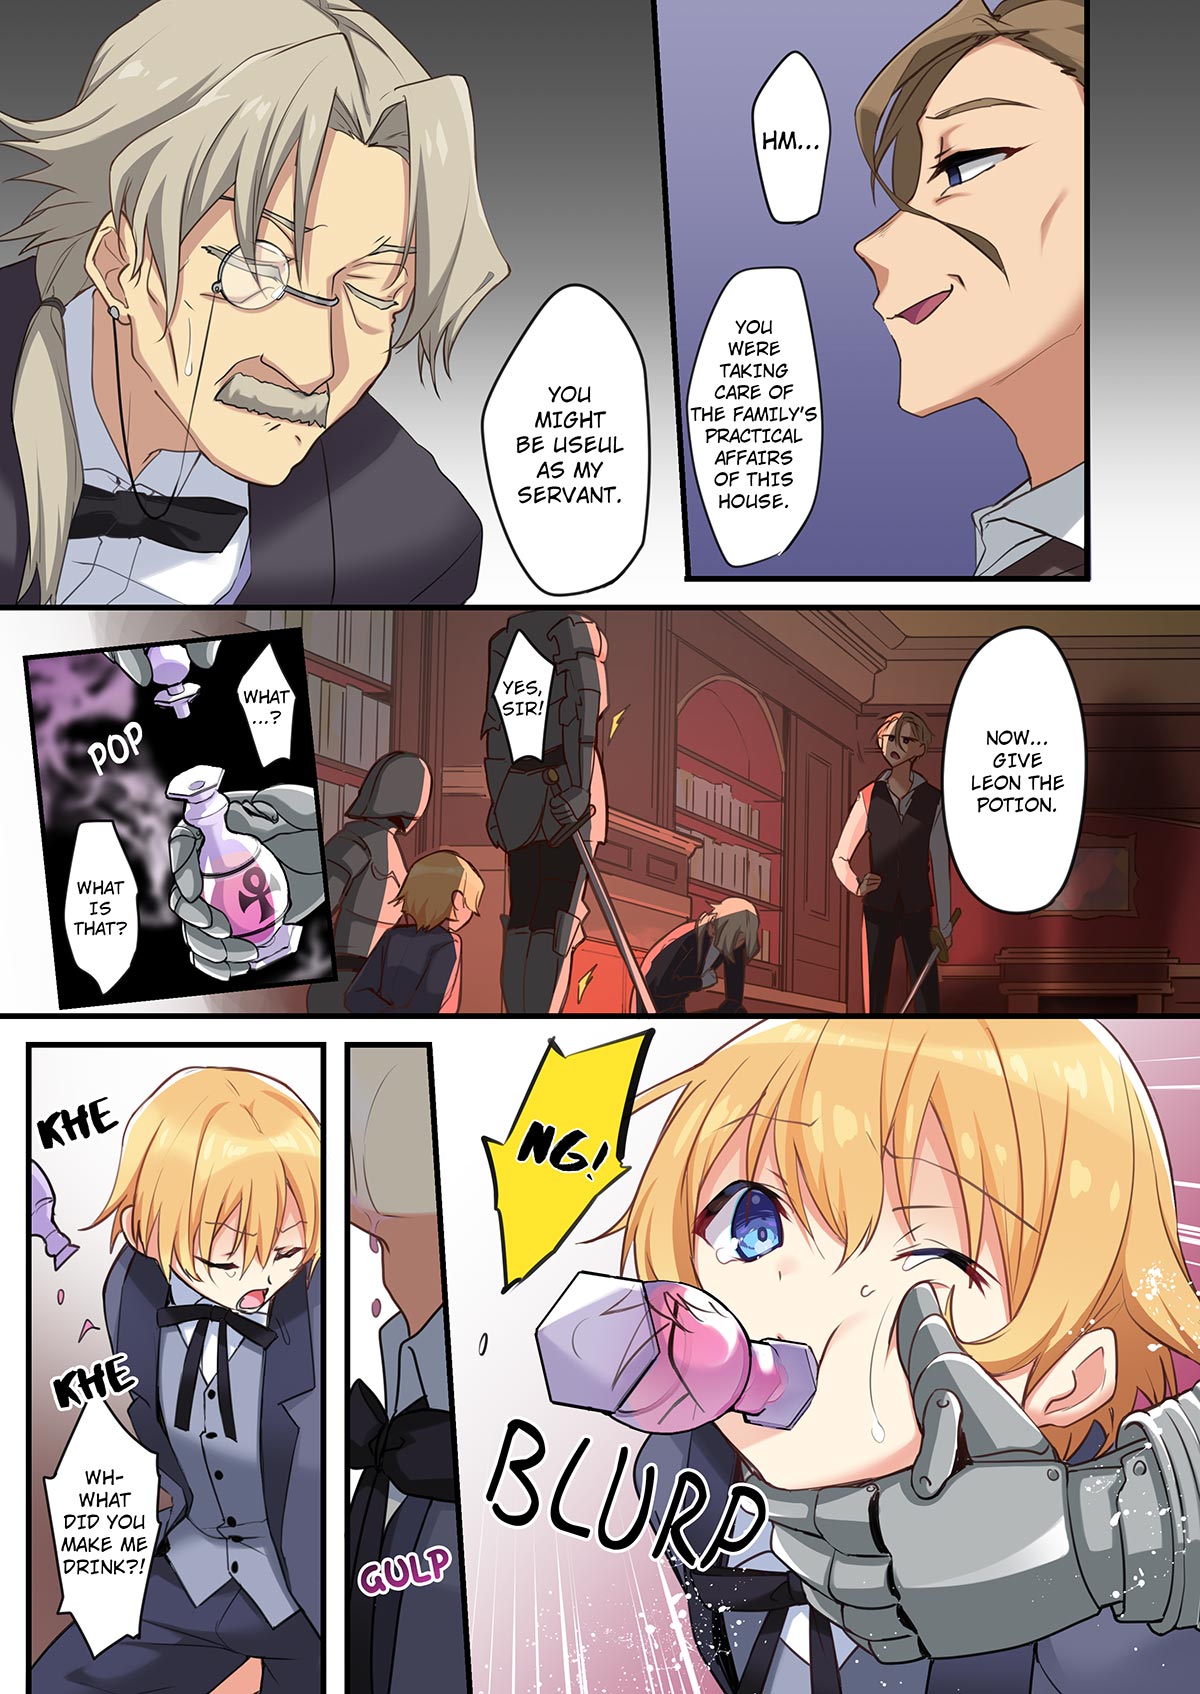 HM...
YOU
WERE
TAKING
CARE OF
THE FAMILY'S
PRACTICAL
AFFAIRS
OF THIS
HOUSE.
YOU
MIGHT
BE USEUL
AS MY
SERVANT.
NOW...
GIVE
LEON THE
POTION.
YES,
SIR!
WHAT
...?
POP
WHAT
IS
THAT?
NG!
BLURP
GULP
KHE
KHE
WH-
WHAT
DID YOU
MAKE ME
DRINK?!